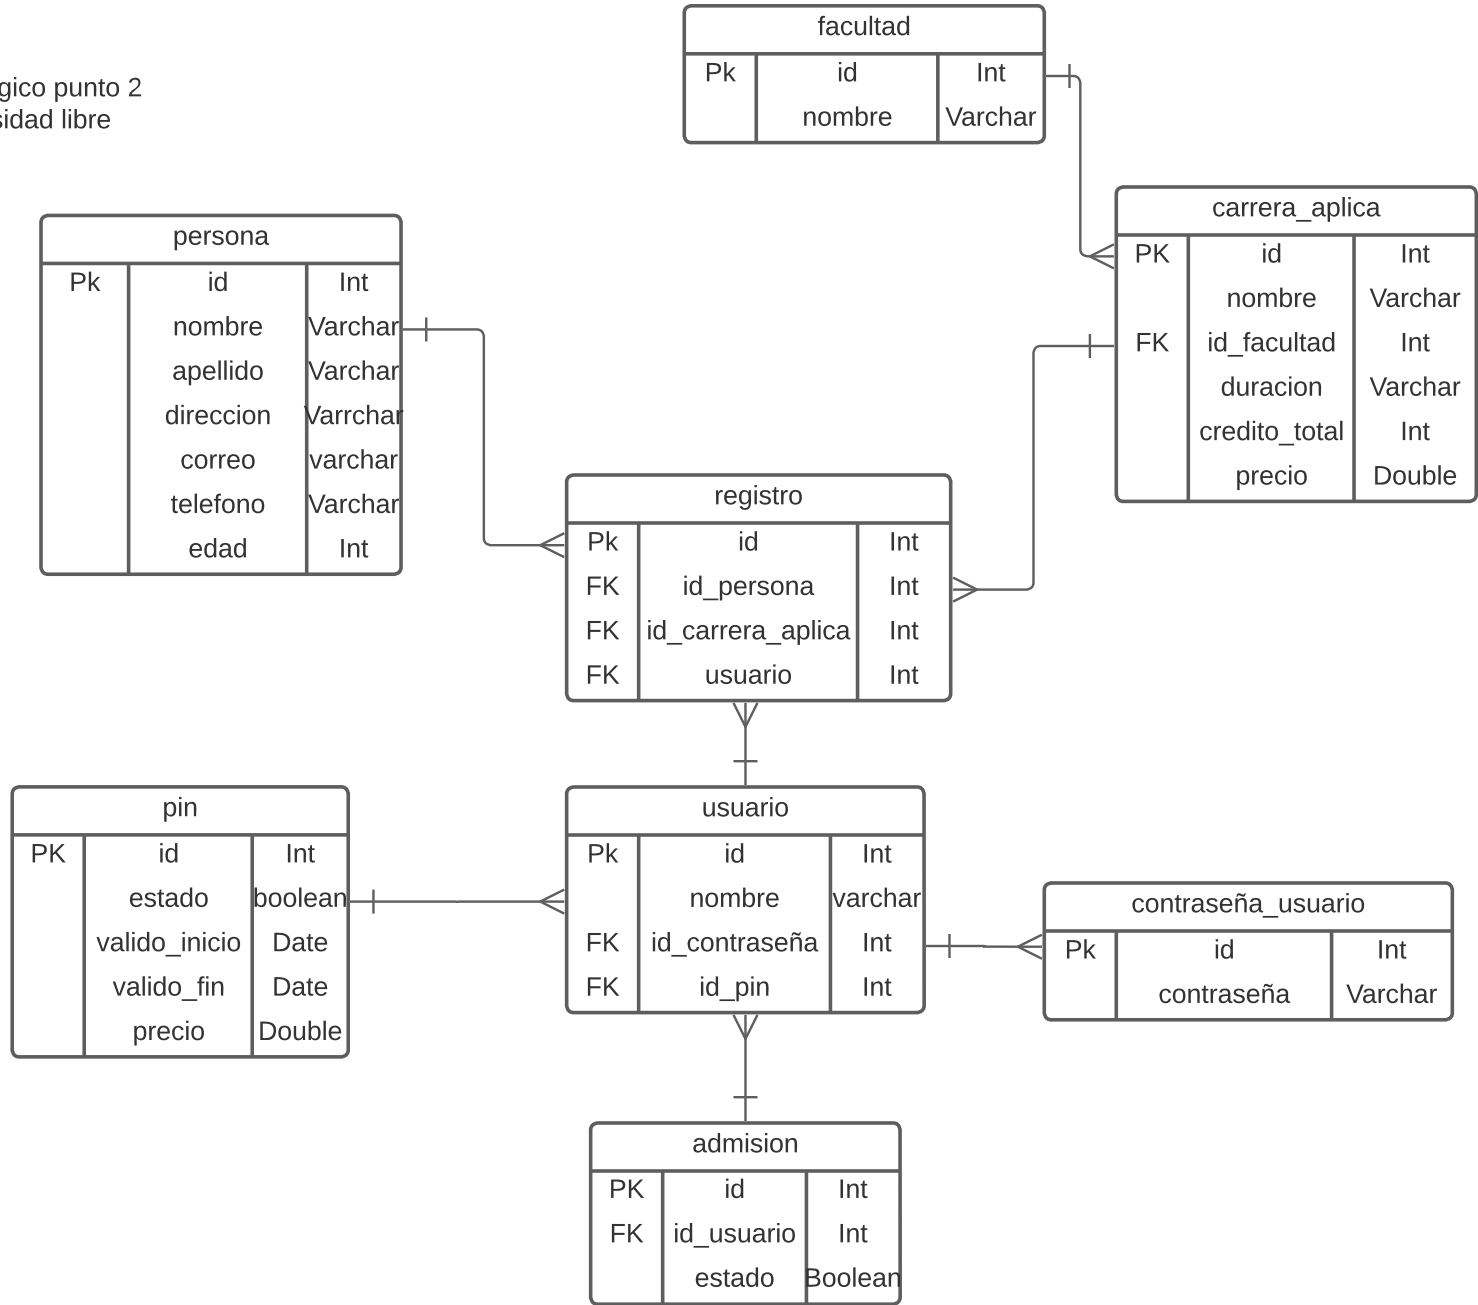 gico punto 2
sidad libre
facultad
Pk id Int
nombre Varchar
carrera_aplica
PK id Int
nombre Varchar
FK id_facultad Int
duracion Varchar
credito_total Int
precio Double
persona
Pk id Int
nombre Varchar
apellido Varchar
direccion Varrchar
correo varchar
telefono Varchar
edad Int
registro
Pk id Int
FK id_persona Int
FK id_carrera_aplica Int
FK usuario Int
pin
PK id Int
estado boolean
valido_inicio Date
valido_fin Date
precio Double
usuario
Pk id Int
nombre varchar
FK id_contraseña Int
FK id_pin Int
contraseña_usuario
Pk id Int
contraseña Varchar
admision
PK id Int
FK id_usuario Int
estado Boolean